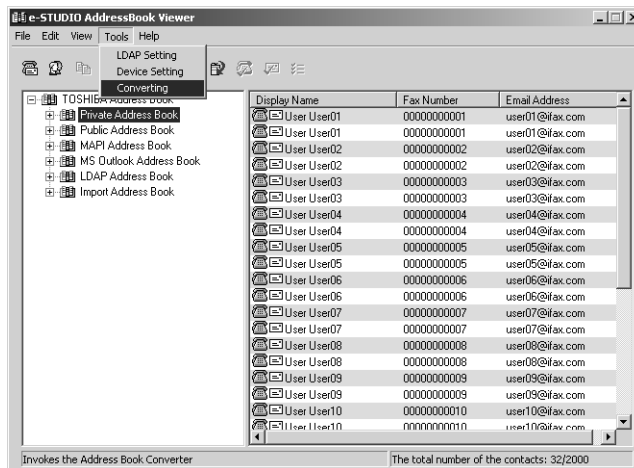 e-STUDIO AddressBook Viewer
File Edit View Tools Help
LDAP Setting
Device Setting
Converting
TOSHIBA Address Book
Private Address Book
Public Address Book
MAPI Address Book
MS Outlook Address Book
LDAP Address Book
Import Address Book
Display Name Fax Number Email Address
User User01 00000000001 user01@ifax.com
User User01 00000000001 user01@ifax.com
User User02 00000000002 user02@ifax.com
User User02 00000000002 user02@ifax.com
User User03 00000000003 user03@ifax.com
User User03 00000000003 user03@ifax.com
User User04 00000000004 user04@ifax.com
User User04 00000000004 user04@ifax.com
User User05 00000000005 user05@ifax.com
User User05 00000000005 user05@ifax.com
User User06 00000000006 user06@ifax.com
User User06 00000000006 user06@ifax.com
User User07 00000000007 user07@ifax.com
User User07 00000000007 user07@ifax.com
User User08 00000000008 user08@ifax.com
User User08 00000000008 user08@ifax.com
User User09 00000000009 user09@ifax.com
User User09 00000000009 user09@ifax.com
User User10 00000000010 user10@ifax.com
User User10 00000000010 user10@ifax.com
Invokes the Address Book Converter
The total number of the contacts: 32/2000